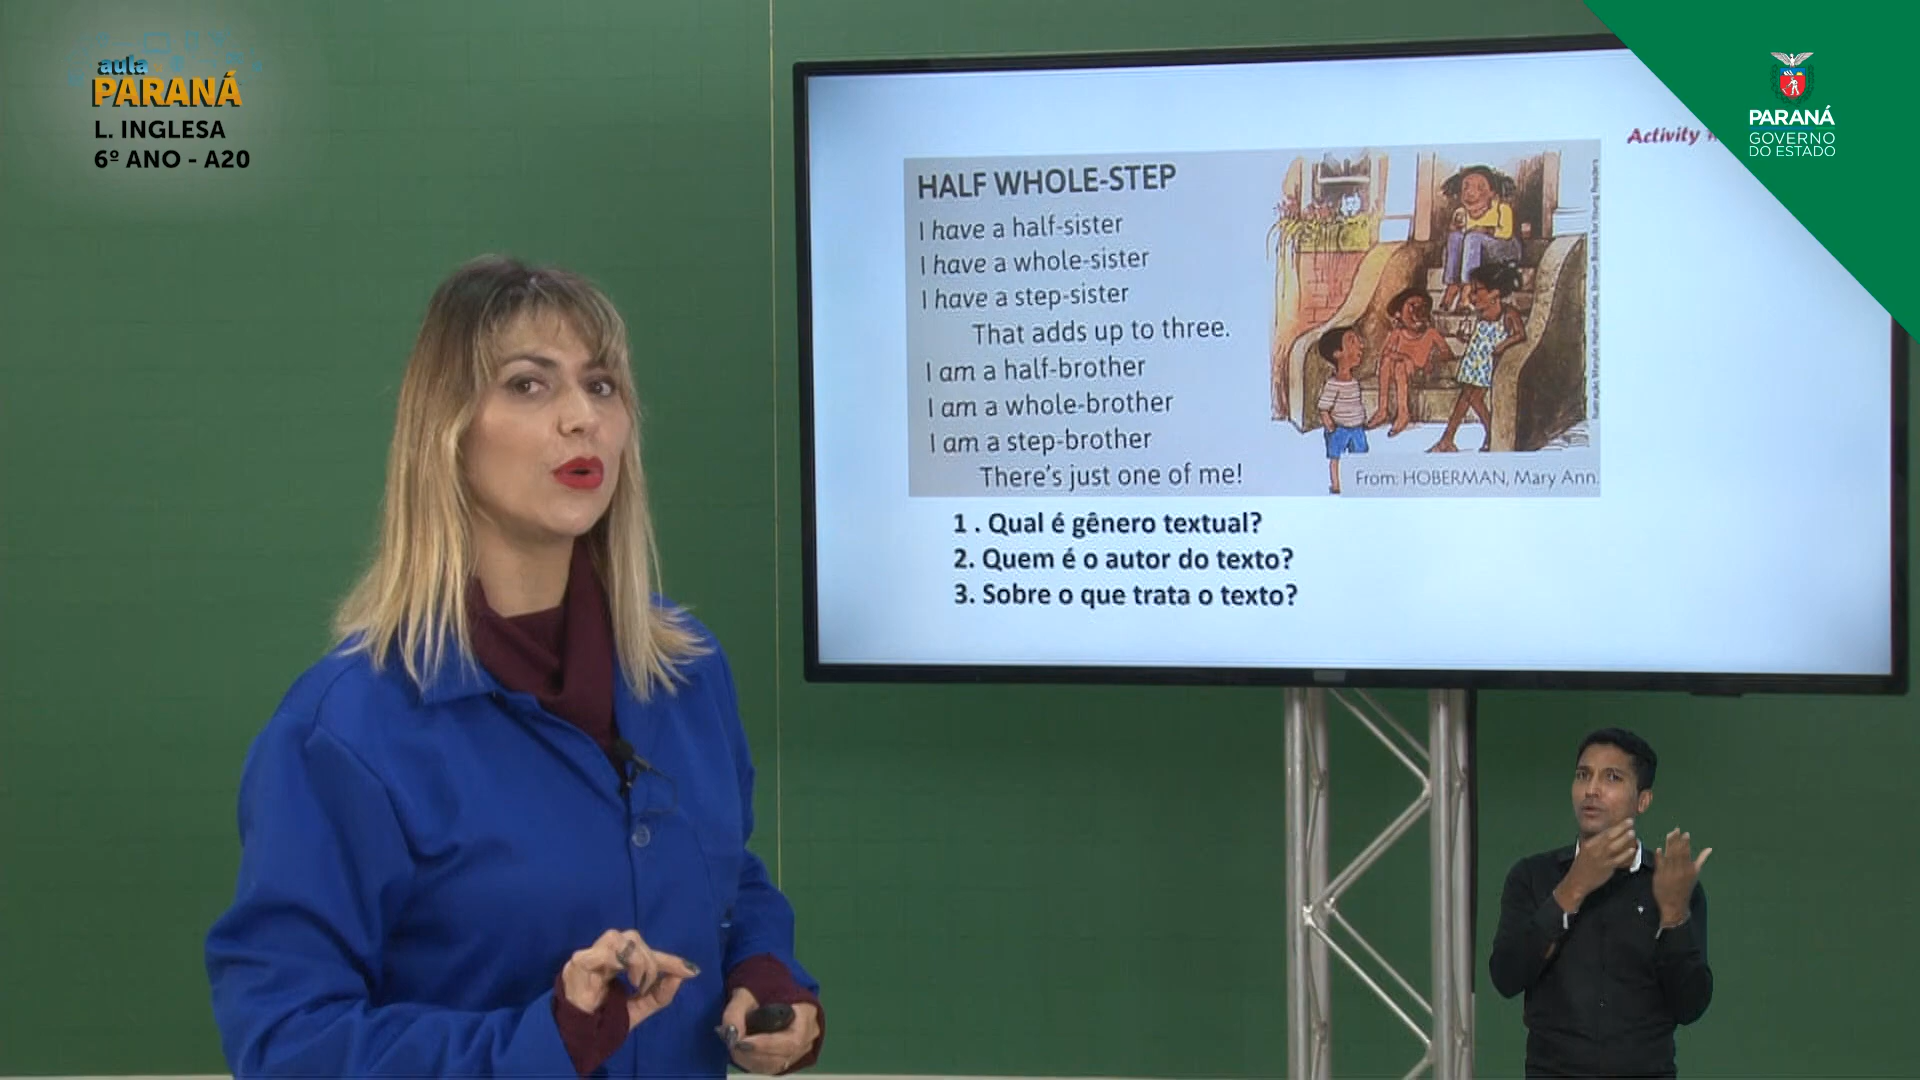 aula
PARANÁ
L. INGLESA
6º ANO - A20
Activity
PARANÁ
GOVERNO
DO ESTADO
HALF WHOLE-STEP
I have a half-sister
I have a whole-sister
I have a step-sister
That adds up to three.
I am a half-brother
I am a whole-brother
I am a step-brother
There's just one of me!
From: HOBERMAN, Mary Ann.
1 . Qual é gênero textual?
2. Quem é o autor do texto?
3. Sobre o que trata o texto?